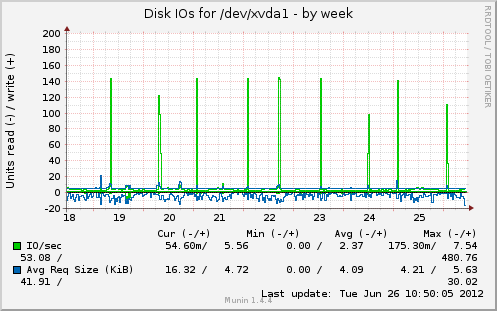 Disk IOs for /dev/xvda1 - by week
RRDTOOL / TOBI OETIKER
Units read (-) / write (+)
200
180
160
140
120
100
80
60
40
20
0
-20
18 19 20 21 22 23 24 25
Cur (-/+) Min (-/+) Avg (-/+) Max (-/+)
IO/sec 54.60m/ 5.56 0.00 / 2.37 175.30m/ 7.54
53.08 / 480.76
Avg Req Size (KiB) 16.32 / 4.72 0.00 / 4.09 4.21 / 5.63
41.91 / 30.02
Last update: Tue Jun 26 10:50:05 2012
Munin 1.4.4